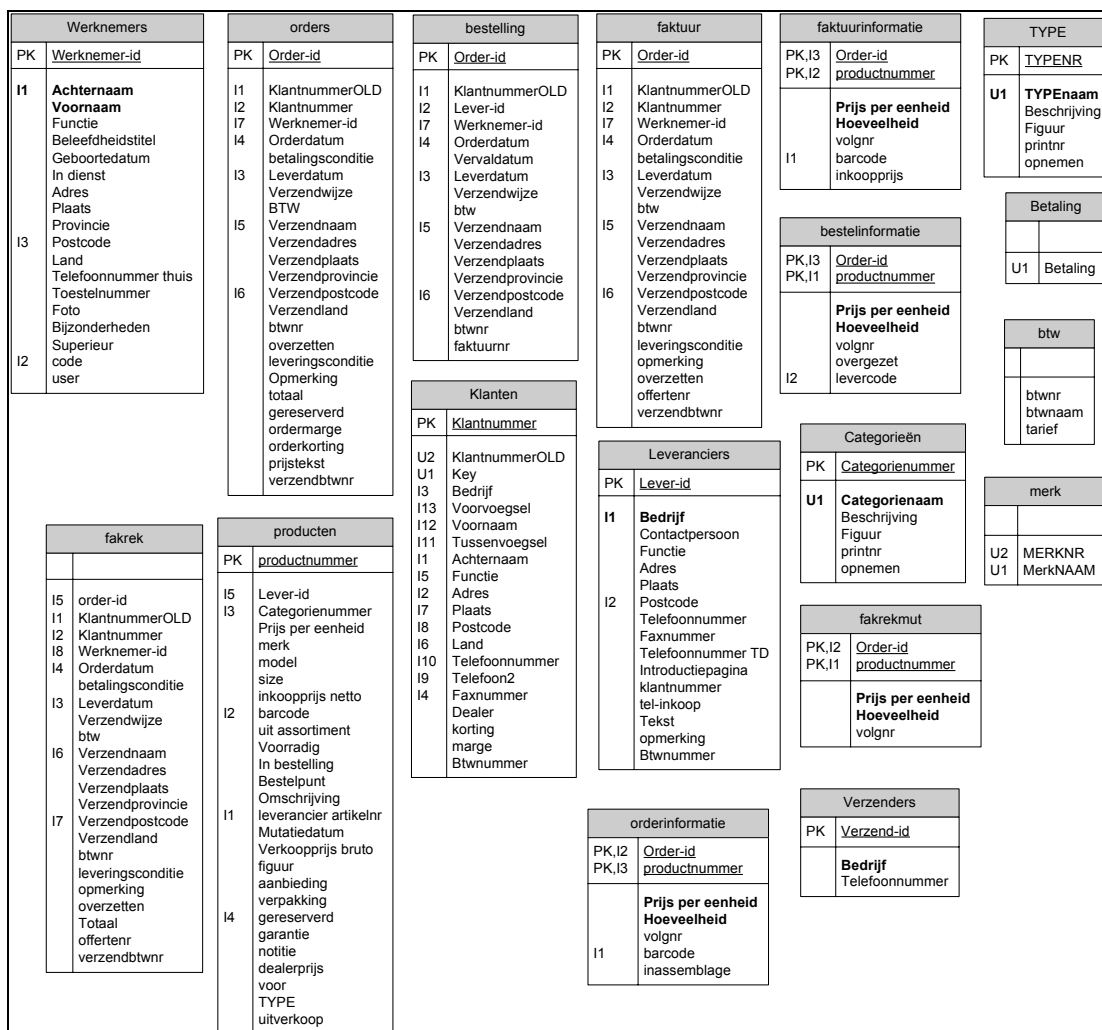 Werknemers
PK Werknemer-id
I1 Achternaam
Voornaam
Functie
Beleefdheidstitel
Geboortedatum
In dienst
Adres
Plaats
Provincie
I3 Postcode
Land
Telefoonnummer thuis
Toestelnummer
Foto
Bijzonderheden
Superieur
I2 code
user
orders
PK Order-id
I1 KlantnummerOLD
I2 Klantnummer
I7 Werknemer-id
I4 Orderdatum
betalingsconditie
I3 Leverdatum
Verzendwijze
BTW
I5 Verzendnaam
Verzendadres
Verzendplaats
Verzendprovincie
I6 Verzendpostcode
Verzendland
btwnr
overzetten
leveringsconditie
Opmerking
totaal
gereserverd
ordermarge
orderkorting
prijstekst
verzendbtwnr
bestelling
PK Order-id
I1 KlantnummerOLD
I2 Lever-id
I7 Werknemer-id
I4 Orderdatum
Vervaldatum
I3 Leverdatum
Verzendwijze
btw
I5 Verzendnaam
Verzendadres
Verzendplaats
Verzendprovincie
I6 Verzendpostcode
Verzendland
btwnr
faktuurnr
faktuur
PK Order-id
I1 KlantnummerOLD
I2 Klantnummer
I7 Werknemer-id
I4 Orderdatum
betalingsconditie
I3 Leverdatum
Verzendwijze
btw
I5 Verzendnaam
Verzendadres
Verzendplaats
Verzendprovincie
I6 Verzendpostcode
Verzendland
btwnr
leveringsconditie
opmerking
overzetten
offertenr
verzendbtwnr
faktuurinformatie
PK,I3 Order-id
PK,I2 productnummer
Prijs per eenheid
Hoeveelheid
volgnr
I1 barcode
inkoopprijs
TYPE
PK TYPENR
U1 TYPEnaam
Beschrijving
Figuur
printnr
opnemen
Betaling
U1 Betaling
bestelinformatie
PK,I3 Order-id
PK,I1 productnummer
Prijs per eenheid
Hoeveelheid
volgnr
overgezet
I2 levercode
btw
btwnr
btwnaam
tarief
Klanten
PK Klantnummer
U2 KlantnummerOLD
U1 Key
I3 Bedrijf
I13 Voorvoegsel
I12 Voornaam
I11 Tussenvoegsel
I1 Achternaam
I5 Functie
I2 Adres
I7 Plaats
I8 Postcode
I6 Land
I10 Telefoonnummer
I9 Telefoon2
I4 Faxnummer
Dealer
korting
marge
Btwnummer
Leveranciers
PK Lever-id
I1 Bedrijf
Contactpersoon
Functie
Adres
Plaats
I2 Postcode
Telefoonnummer
Faxnummer
Telefoonnummer TD
Introductiepagina
klantnummer
tel-inkoop
Tekst
opmerking
Btwnummer
Categorieën
PK Categorienummer
U1 Categorienaam
Beschrijving
Figuur
printnr
opnemen
merk
U2 MERKNR
U1 MerkNAAM
fakrek
I5 order-id
I1 KlantnummerOLD
I2 Klantnummer
I8 Werknemer-id
I4 Orderdatum
betalingsconditie
I3 Leverdatum
Verzendwijze
btw
I6 Verzendnaam
Verzendadres
Verzendplaats
Verzendprovincie
I7 Verzendpostcode
Verzendland
btwnr
leveringsconditie
opmerking
overzetten
Totaal
offertenr
verzendbtwnr
producten
PK productnummer
I5 Lever-id
I3 Categorienummer
Prijs per eenheid
merk
model
size
inkoopprijs netto
I2 barcode
uit assortiment
Voorradig
In bestelling
Bestelpunt
Omschrijving
I1 leverancier artikelnr
Mutatiedatum
Verkoopprijs bruto
figuur
aanbieding
verpakking
I4 gereserverd
garantie
notitie
dealerprijs
voor
TYPE
uitverkoop
fakrekmut
PK,I2 Order-id
PK,I1 productnummer
Prijs per eenheid
Hoeveelheid
volgnr
orderinformatie
PK,I2 Order-id
PK,I3 productnummer
Prijs per eenheid
Hoeveelheid
volgnr
I1 barcode
inassemblage
Verzenders
PK Verzend-id
Bedrijf
Telefoonnummer